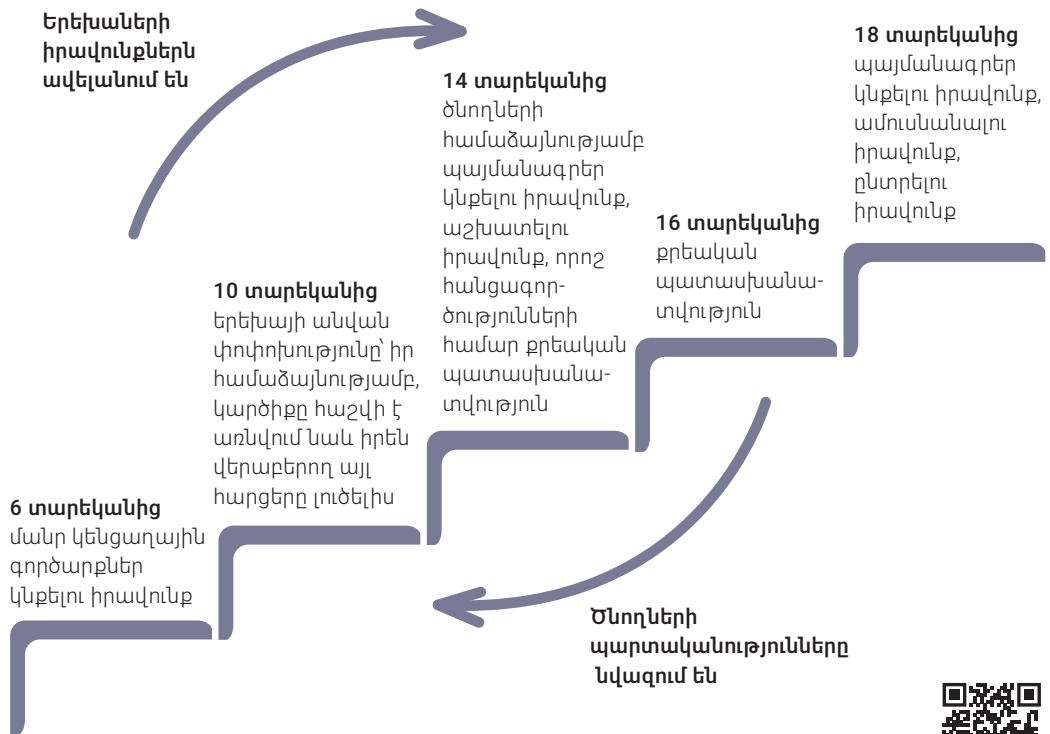 Երեխաների
իրավունքներն
ավելանում են
6 տարեկանից
մանր կենցաղային
գործարքներ
կնքելու իրավունք
10 տարեկանից
երեխայի անվան
փոփոխությունը՝ իր
համաձայնությամբ,
կարծիքը հաշվի է
առնվում նաև իրեն
վերաբերող այլ
հարցերը լուծելիս
14 տարեկանից
ծնողների
համաձայնությամբ
պայմանագրեր
կնքելու իրավունք,
աշխատելու
իրավունք, որոշ
հանցագոր-
ծությունների
համար քրեական
պատասխանա-
տվություն
16 տարեկանից
քրեական
պատասխանա-
տվություն
18 տարեկանից
պայմանագրեր
կնքելու իրավունք,
ամուսնանալու
իրավունք,
ընտրելու
իրավունք
Ծնողների
պարտականությունները
նվազում են